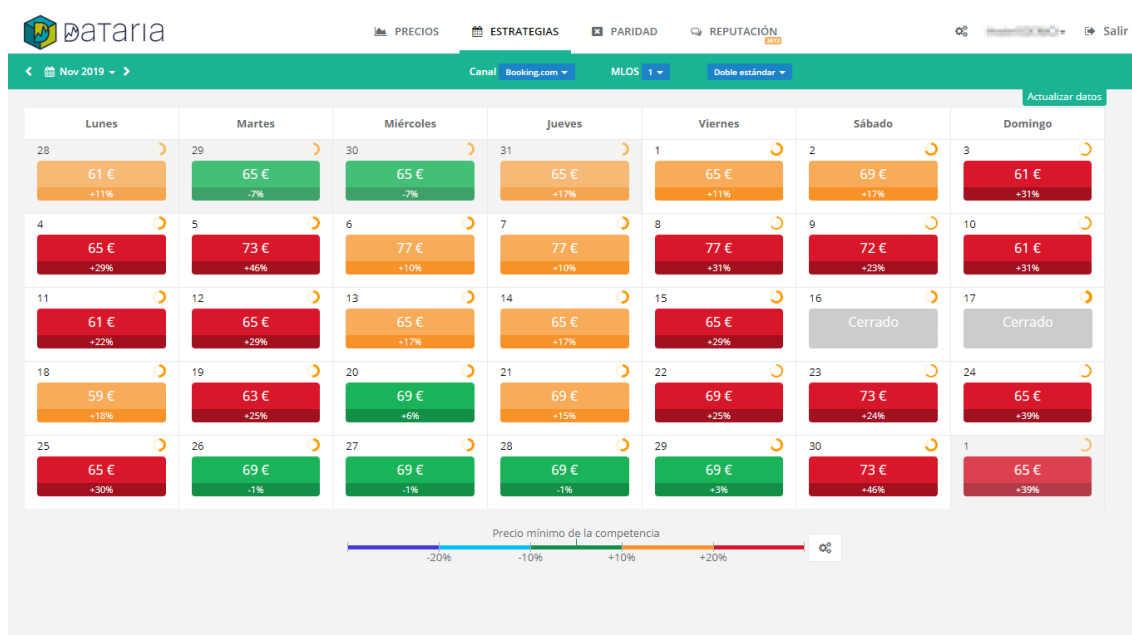 Dataria PRECIOS ESTRATEGIAS PARIDAD REPUTACIÓN Salir
Nov 2019 Canal Booking.com MLOS 1 Doble estándar
Actualizar datos
Lunes Martes Miércoles Jueves Viernes Sábado Domingo
28 29 30 31 1 2 3
61 € 65 € 65 € 65 € 65 € 69 € 61 €
+11% -7% -7% +17% +11% +17% +31%
4 5 6 7 8 9 10
65 € 73 € 77 € 77 € 77 € 72 € 61 €
+29% +46% +10% +10% +31% +23% +31%
11 12 13 14 15 16 17
61 € 65 € 65 € 65 € 65 € Cerrado Cerrado
+22% +29% +17% +17% +29%
18 19 20 21 22 23 24
59 € 63 € 69 € 69 € 69 € 73 € 65 €
+18% +25% +6% +15% +25% +24% +39%
25 26 27 28 29 30 1
65 € 69 € 69 € 69 € 69 € 73 € 65 €
+30% -1% -1% -1% +3% +46% +39%
Precio mínimo de la competencia
-20% -10% +10% +20%